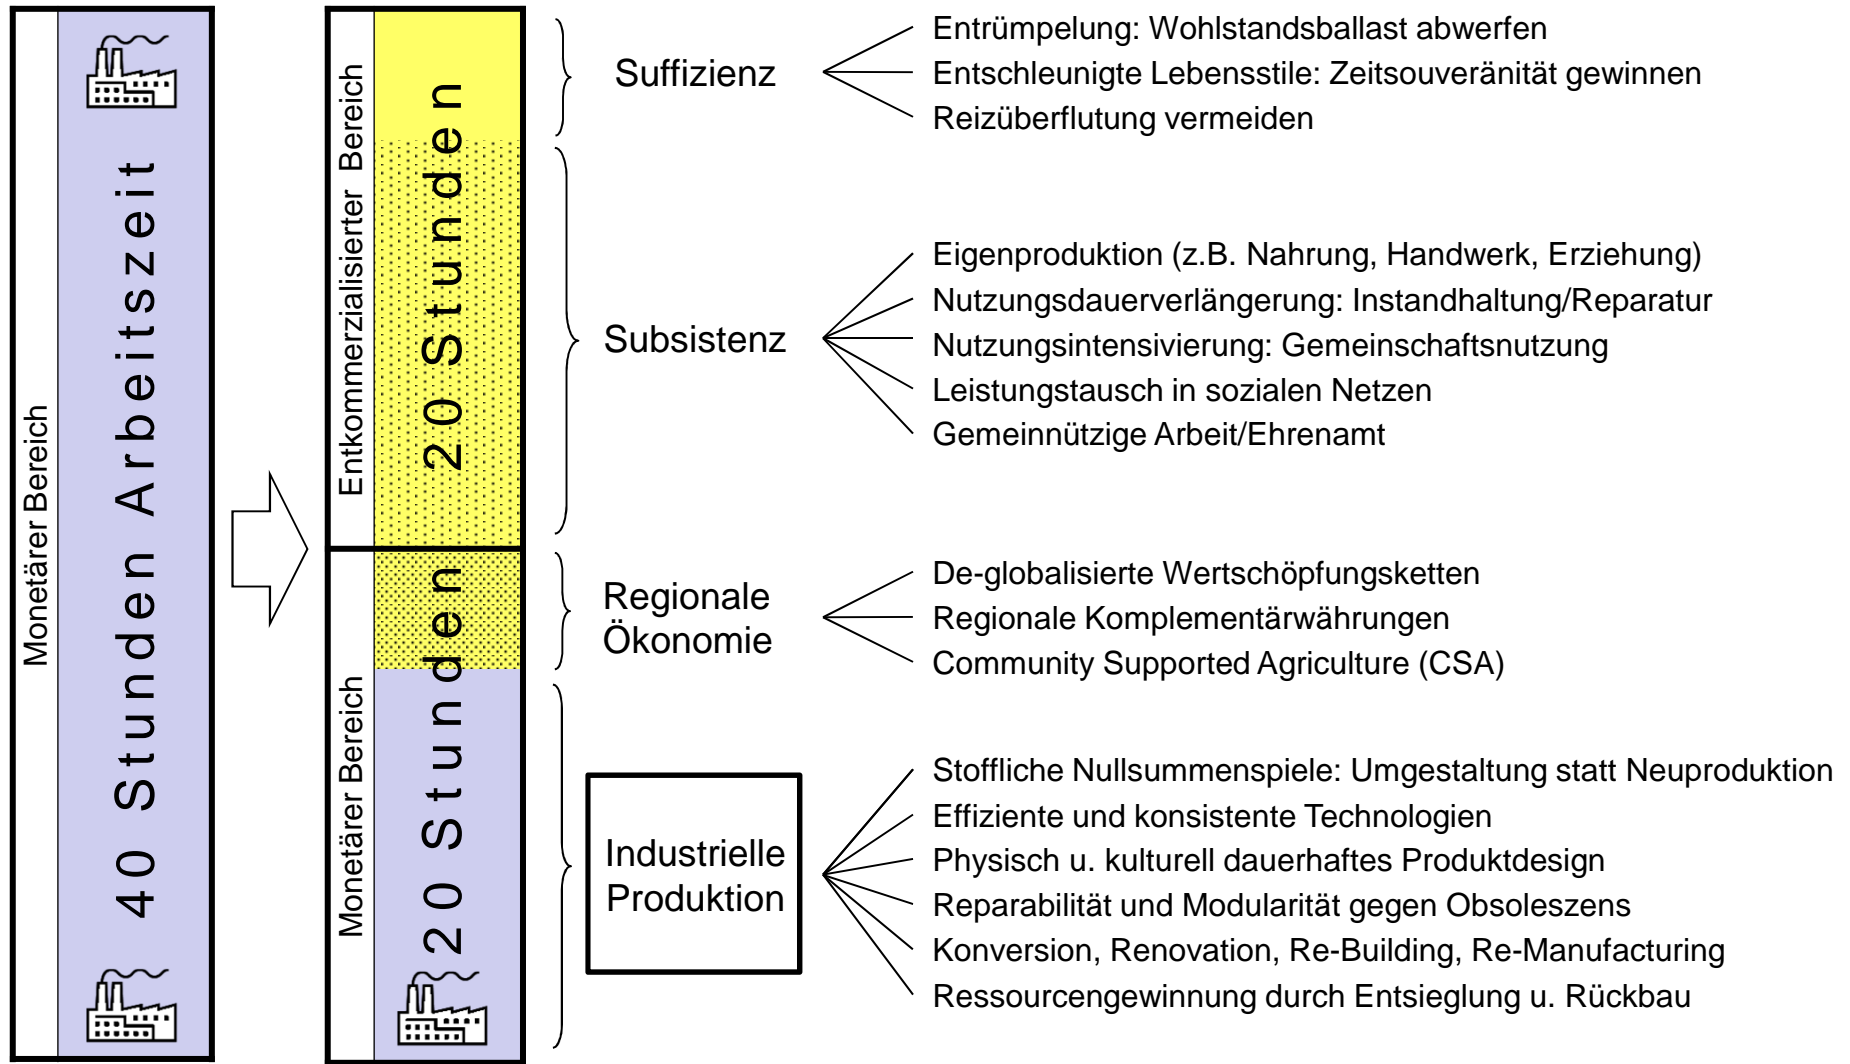 Monetärer Bereich
40 Stunden Arbeitszeit
Entkommerzialisierter Bereich
20 Stunden
Monetärer Bereich
20 Stunden
Suffizienz
Entrümpelung: Wohlstandsballast abwerfen
Entschleunigte Lebensstile: Zeitsouveränität gewinnen
Reizüberflutung vermeiden
Subsistenz
Eigenproduktion (z.B. Nahrung, Handwerk, Erziehung)
Nutzungsdauerverlängerung: Instandhaltung/Reparatur
Nutzungsintensivierung: Gemeinschaftsnutzung
Leistungstausch in sozialen Netzen
Gemeinnützige Arbeit/Ehrenamt
Regionale
Ökonomie
De-globalisierte Wertschöpfungsketten
Regionale Komplementärwährungen
Community Supported Agriculture (CSA)
Industrielle
Produktion
Stoffliche Nullsummenspiele: Umgestaltung statt Neuproduktion
Effiziente und konsistente Technologien
Physisch u. kulturell dauerhaftes Produktdesign
Reparabilität und Modularität gegen Obsoleszens
Konversion, Renovation, Re-Building, Re-Manufacturing
Ressourcengewinnung durch Entsieglung u. Rückbau